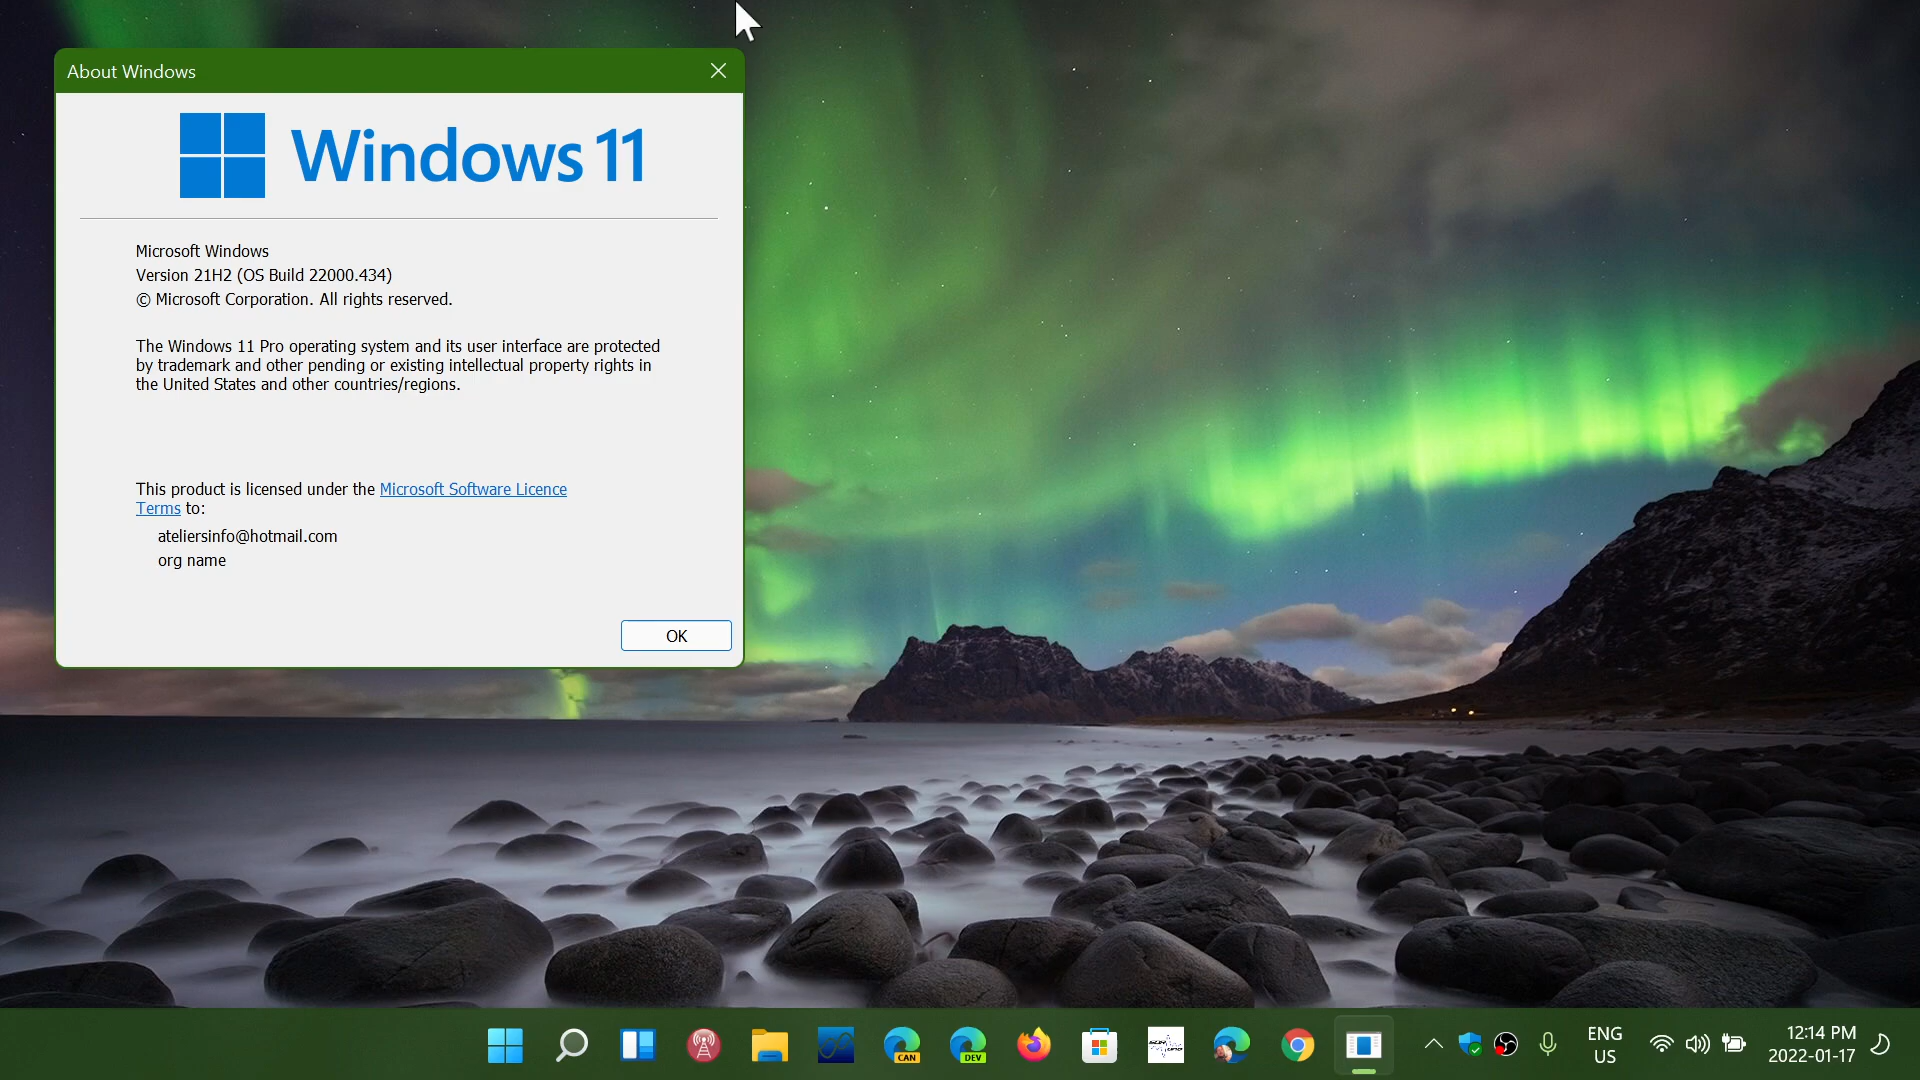 About Windows
Windows 11
Microsoft Windows
Version 21H2 (OS Build 22000.434)
© Microsoft Corporation. All rights reserved.
The Windows 11 Pro operating system and its user interface are protected
by trademark and other pending or existing intellectual property rights in
the United States and other countries/regions.
This product is licensed under the Microsoft Software Licence
Terms to:
ateliersinfo@hotmail.com
org name
OK
CAN
DEV
ENG
US
12:14 PM
2022-01-17